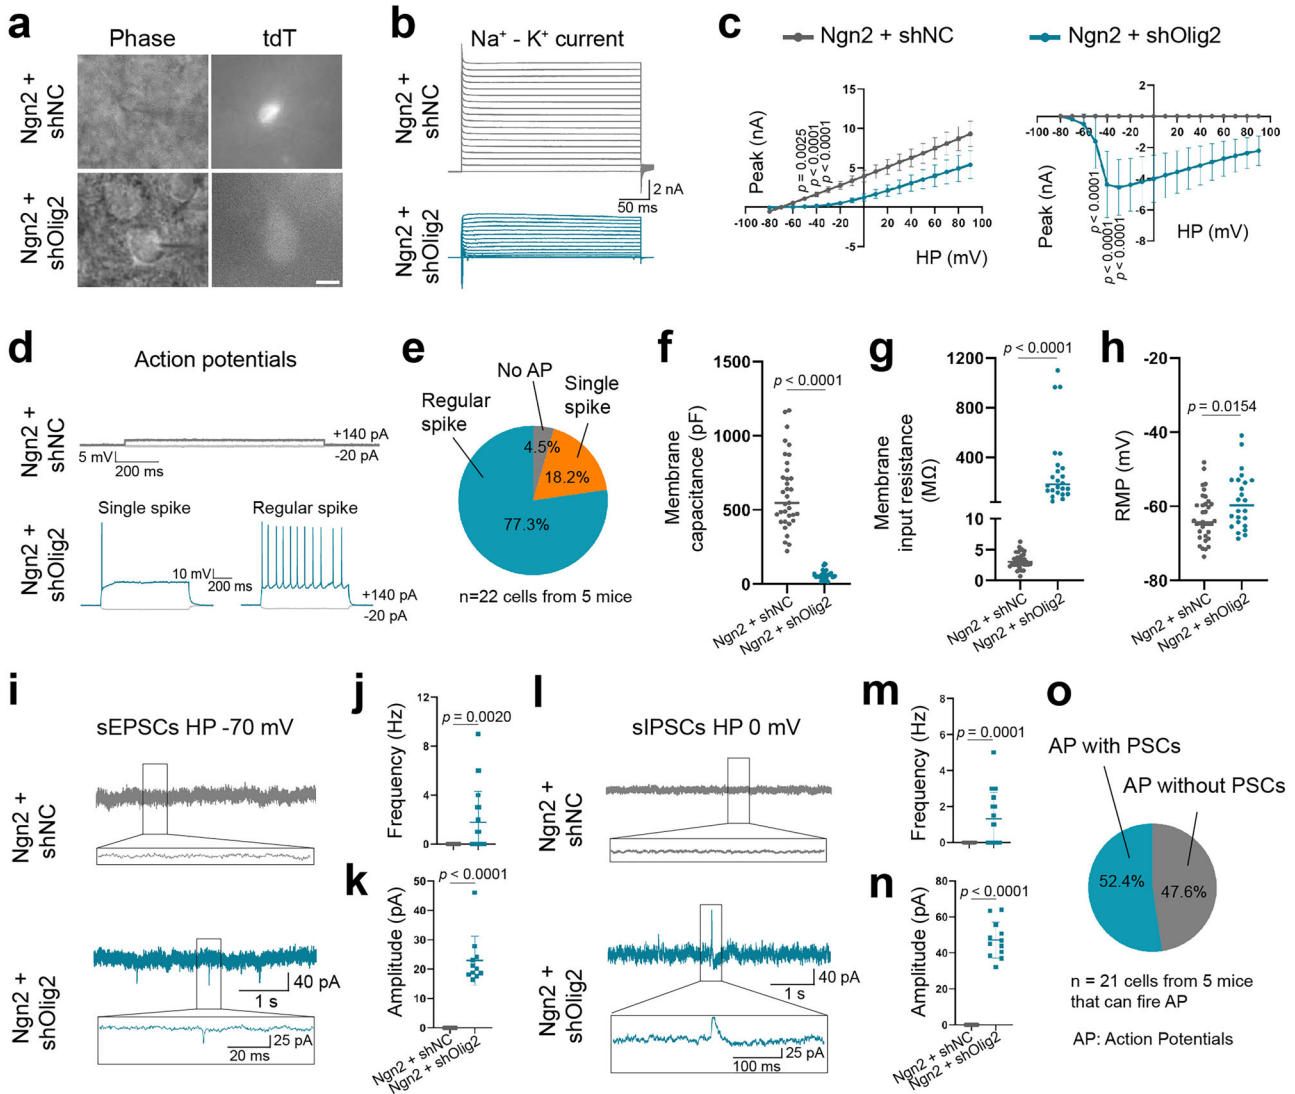 a
Phase
tdT
Ngn2 +
shNC
Ngn2 +
shOlig2
b
Na⁺ - K⁺ current
Ngn2 +
shNC
2 nA
50 ms
Ngn2+
shOlig2
c
Ngn2 + shNC
Ngn2 + shOlig2
Peak (nA)
15
10
5
-5
-100 -80 -60 -40 -20
20 40 60 80 100
p = 0.0025
p < 0.0001
p < 0.0001
HP (mV)
Peak (nA)
2
-2
-4
-6
-8
-100 -80 -60 -40 -20
20 40 60 80 100
p < 0.0001
p < 0.0001
p < 0.0001
HP (mV)
d
Action potentials
Ngn2 +
shNC
+140 pA
-20 pA
5 mV
200 ms
Ngn2 +
shOlig2
Single spike
Regular spike
10 mV
200 ms
+140 pA
-20 pA
e
No AP
Single
spike
Regular
spike
4.5%
18.2%
77.3%
n=22 cells from 5 mice
f
Membrane
capacitance (pF)
1500
1000
500
0
p < 0.0001
Ngn2 + shNC
Ngn2 + shOlig2
g
Membrane
input resistance
(MΩ)
1200
800
400
10
5
0
p < 0.0001
Ngn2 + shNC
Ngn2 + shOlig2
h
RMP (mV)
-20
-40
-60
-80
p = 0.0154
Ngn2 + shNC
Ngn2 + shOlig2
i
sEPSCs HP -70 mV
Ngn2 +
shNC
Ngn2 +
shOlig2
40 pA
1 s
25 pA
20 ms
j
Frequency (Hz)
12
8
4
0
p = 0.0020
k
Amplitude (pA)
50
40
30
20
10
0
p < 0.0001
Ngn2 + shNC
Ngn2 + shOlig2
l
sIPSCs HP 0 mV
Ngn2 +
shNC
Ngn2 +
shOlig2
40 pA
1 s
25 pA
100 ms
m
Frequency (Hz)
8
6
4
2
0
p = 0.0001
n
Amplitude (pA)
80
60
40
20
0
p < 0.0001
Ngn2 + shNC
Ngn2 + shOlig2
o
AP with PSCs
AP without PSCs
52.4%
47.6%
n = 21 cells from 5 mice
that can fire AP
AP: Action Potentials